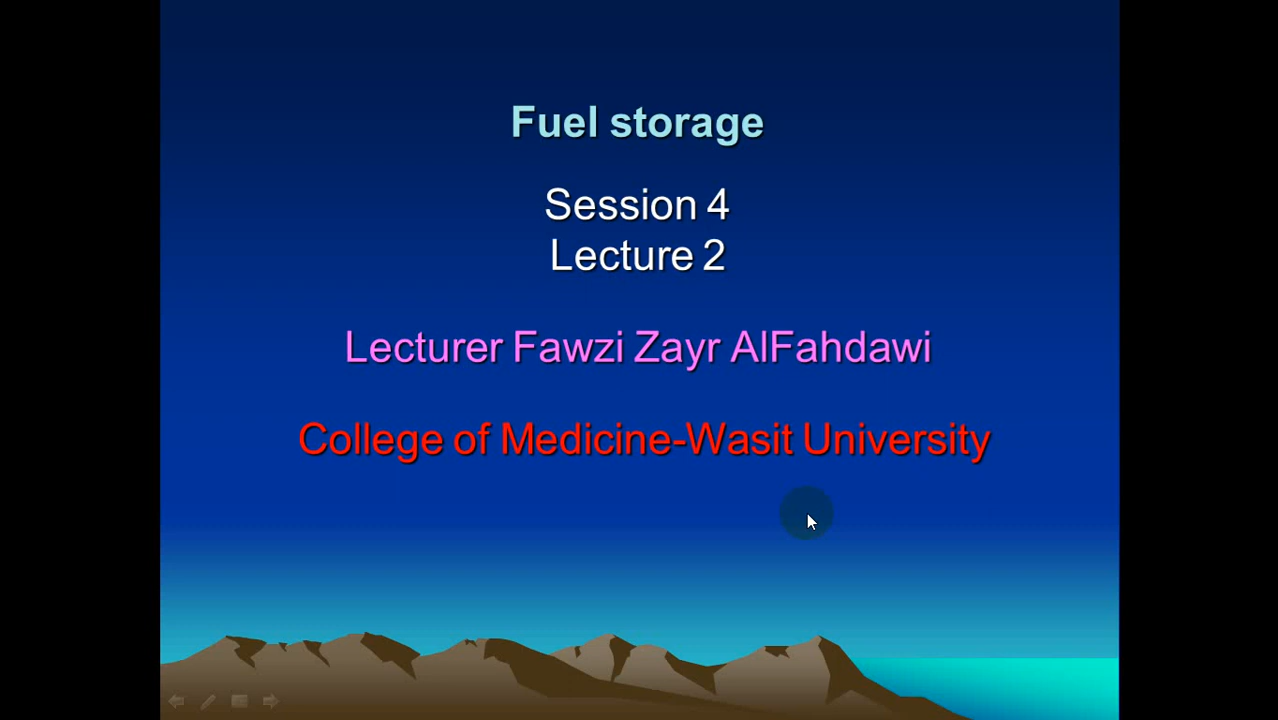 Fuel storage
Session 4
Lecture 2
Lecturer Fawzi Zayr AlFahdawi
College of Medicine-Wasit University